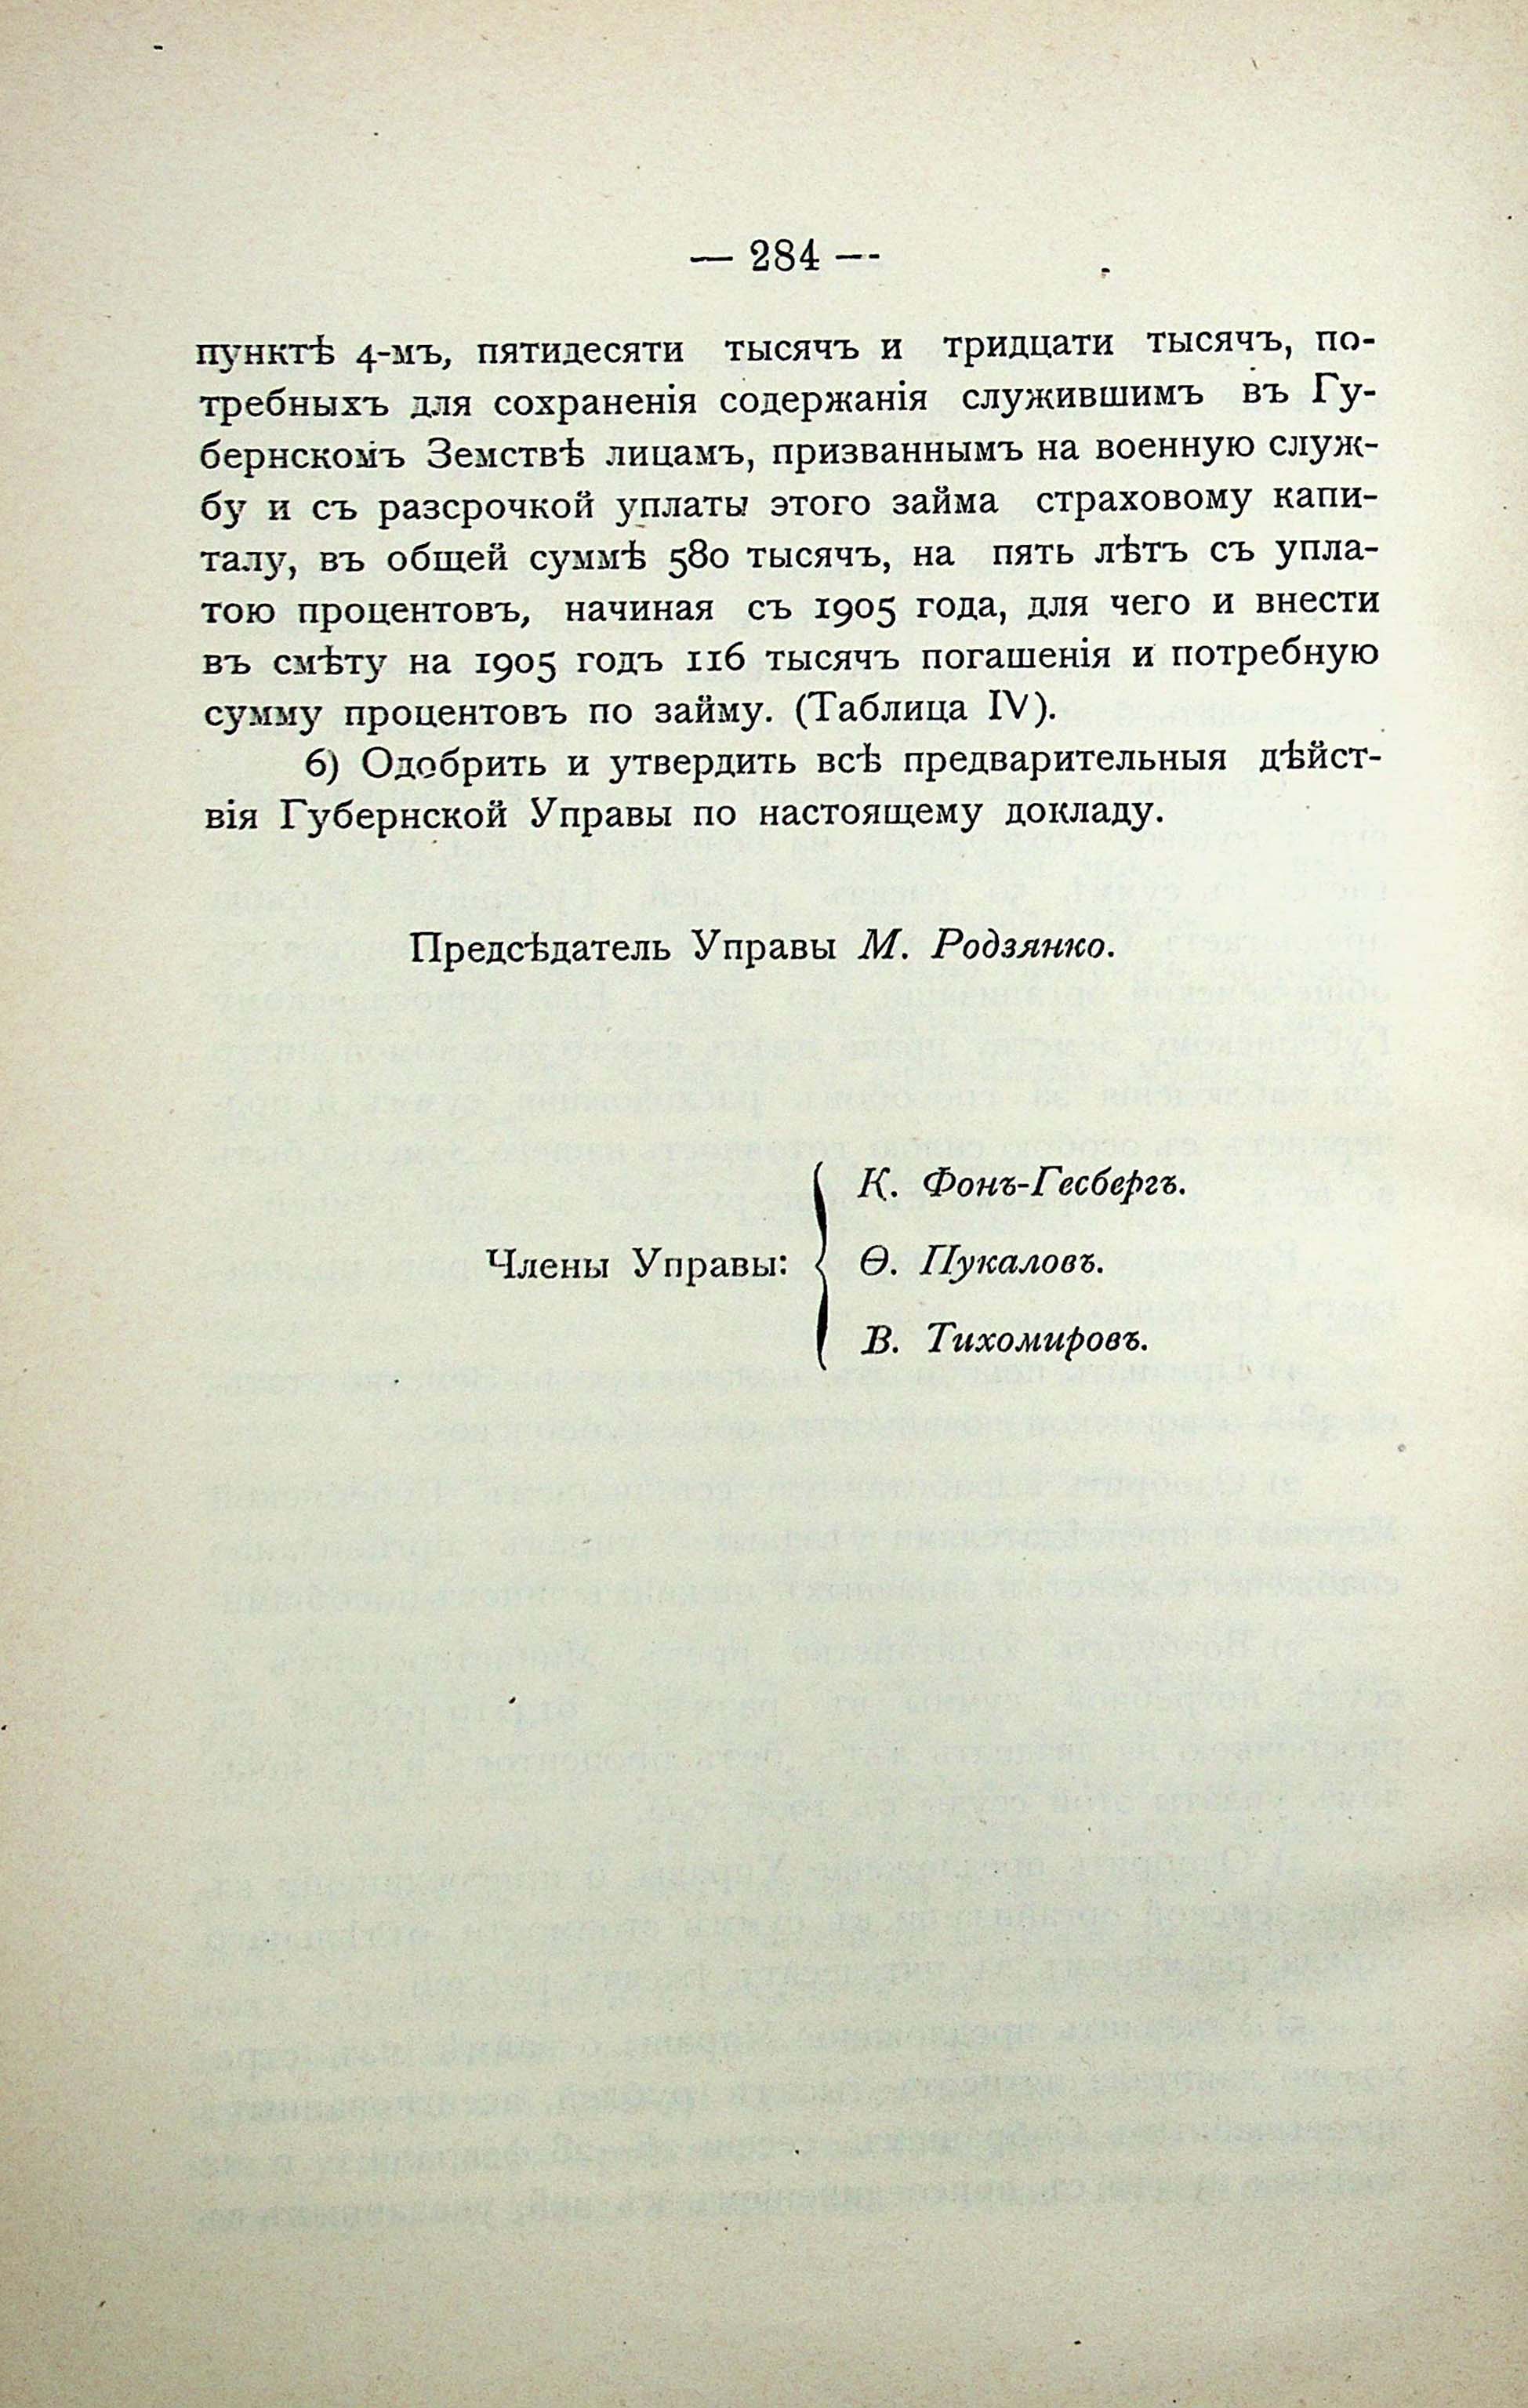 — 284 —
пунктѣ 4-мъ, пятидесяти тысячъ и тридцати тысячъ, по-
требныхъ для сохраненія содержанія служившимъ въ Гу-
бернскомъ Земствѣ лицамъ, призваннымъ на военную служ-
бу и съ разсрочкой уплаты этого займа страховому капи-
талу, въ общей суммѣ 580 тысячъ, на пять лѣтъ съ упла-
тою процентовъ, начиная съ 1905 года, для чего и внести
въ смѣту на 1905 годъ 116 тысячъ погашенія и потребную
сумму процентовъ по займу. (Таблица IV).
6) Одобрить и утвердить всѣ предварительныя дѣйст-
вія Губернской Управы по настоящему докладу.
Предсѣдатель Управы М. Родзянко.
К. Фонъ-Гесбергъ.
Члены Управы: Ѳ. Пукаловъ.
В. Тихомировъ.